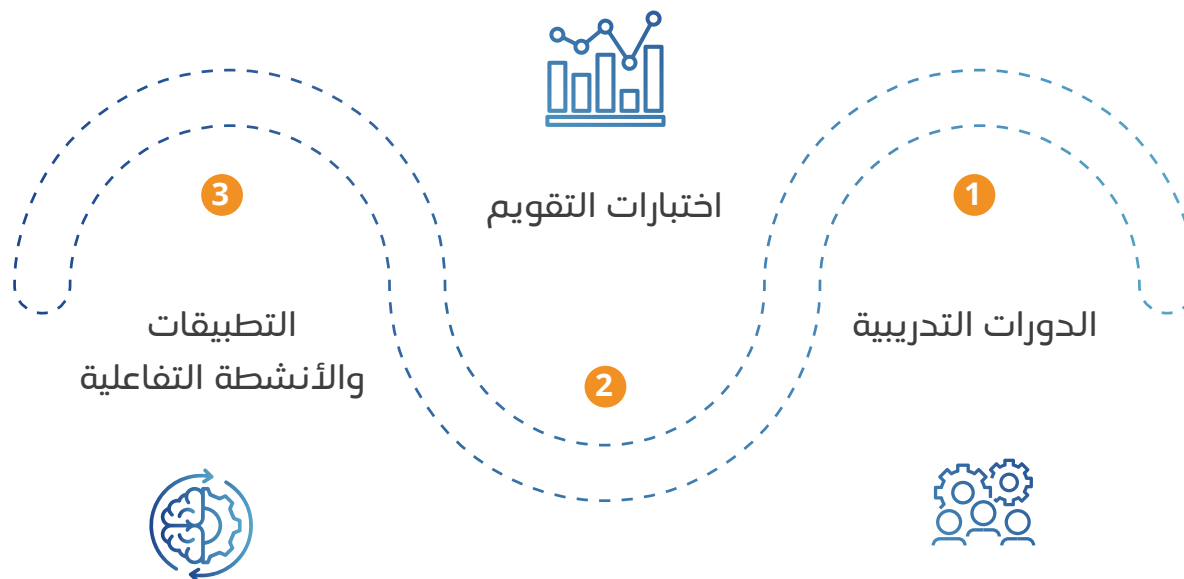 1
الدورات التدريبية
2
اختبارات التقويم
3
التطبيقات
والأنشطة التفاعلية